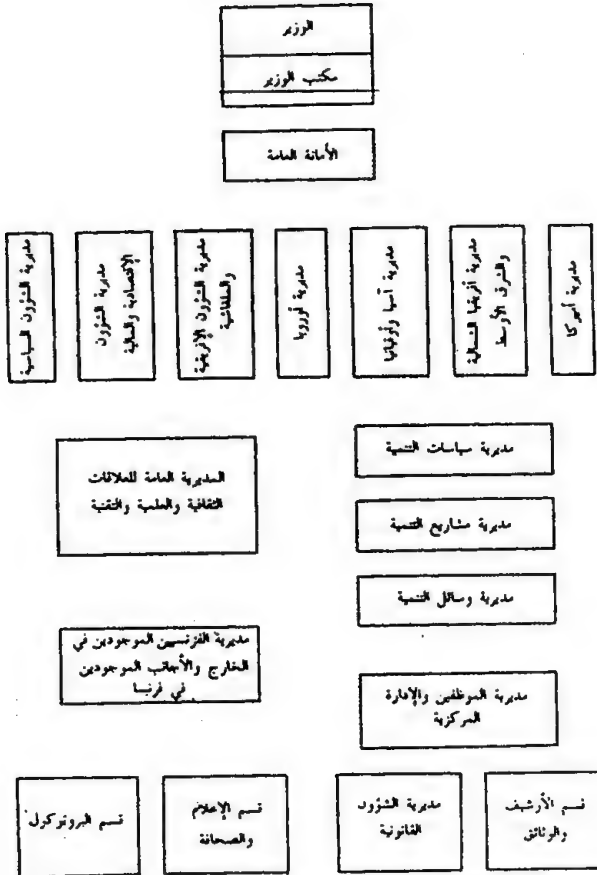 الوزير
مكتب الوزير
الأمانة العامة
مديرية أميركا
مديرية أفريقيا الشمالية
والشرق الأوسط
مديرية آسيا وأوقيانيا
مديرية أوروبا
مديرية الشؤون الإفريقية
والملغاشية
مديرية الشؤون
الإقتصادية والمالية
مديرية الشؤون السياسية
مديرية سياسات التنمية
المديرية العامة للعلاقات
الثقافية والعلمية والتقنية
مديرية مشاريع التنمية
مديرية وسائل التنمية
مديرية الفرنسيين الموجودين في
الخارج والأجانب الموجودين
في فرنسا
مديرية الموظفين والإدارة
المركزية
قسم الأرشيف
والوثائق
مديرية الشؤون
القانونية
قسم الإعلام
والصحافة
قسم البروتوكول